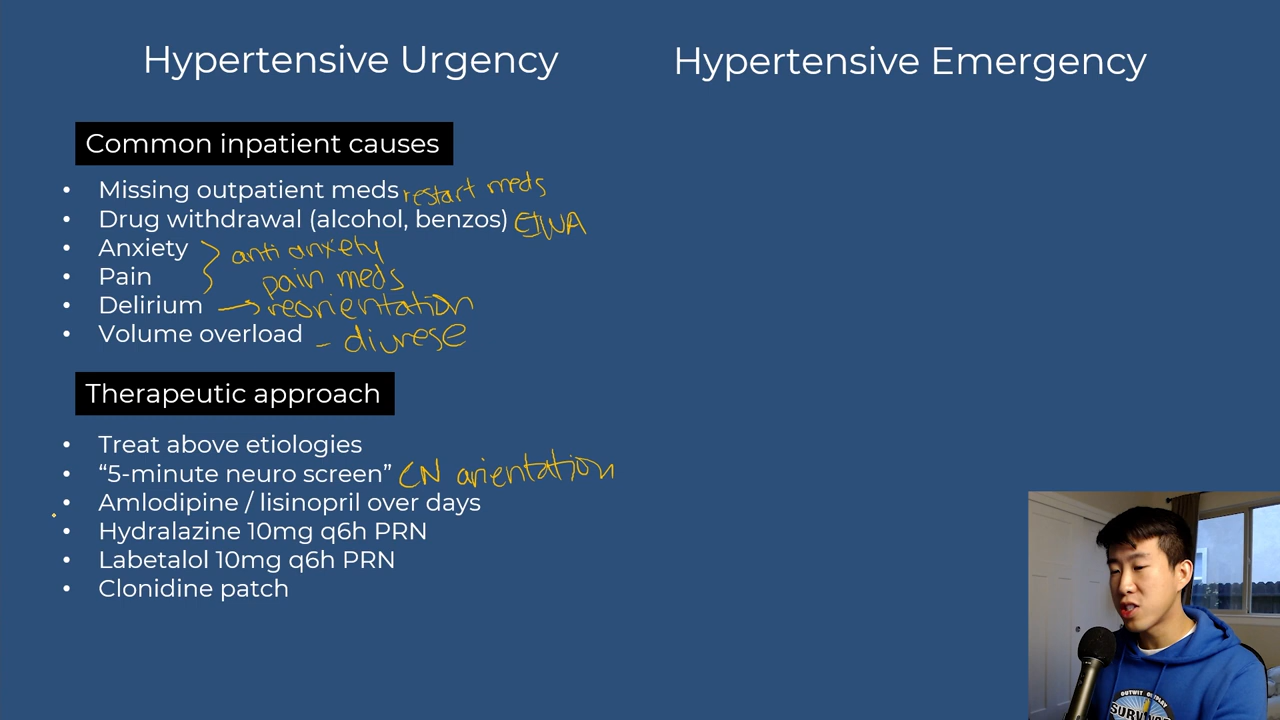 Hypertensive Urgency
Hypertensive Emergency
Common inpatient causes
• Missing outpatient meds restart meds
• Drug withdrawal (alcohol, benzos) CIWA
• Anxiety anti anxiety
• Pain pain meds
• Delirium → reorientation
• Volume overload - diurese
Therapeutic approach
• Treat above etiologies
• “5-minute neuro screen” CN orientation
• Amlodipine / lisinopril over days
• Hydralazine 10mg q6h PRN
• Labetalol 10mg q6h PRN
• Clonidine patch
OUTWIT OUTPLAY